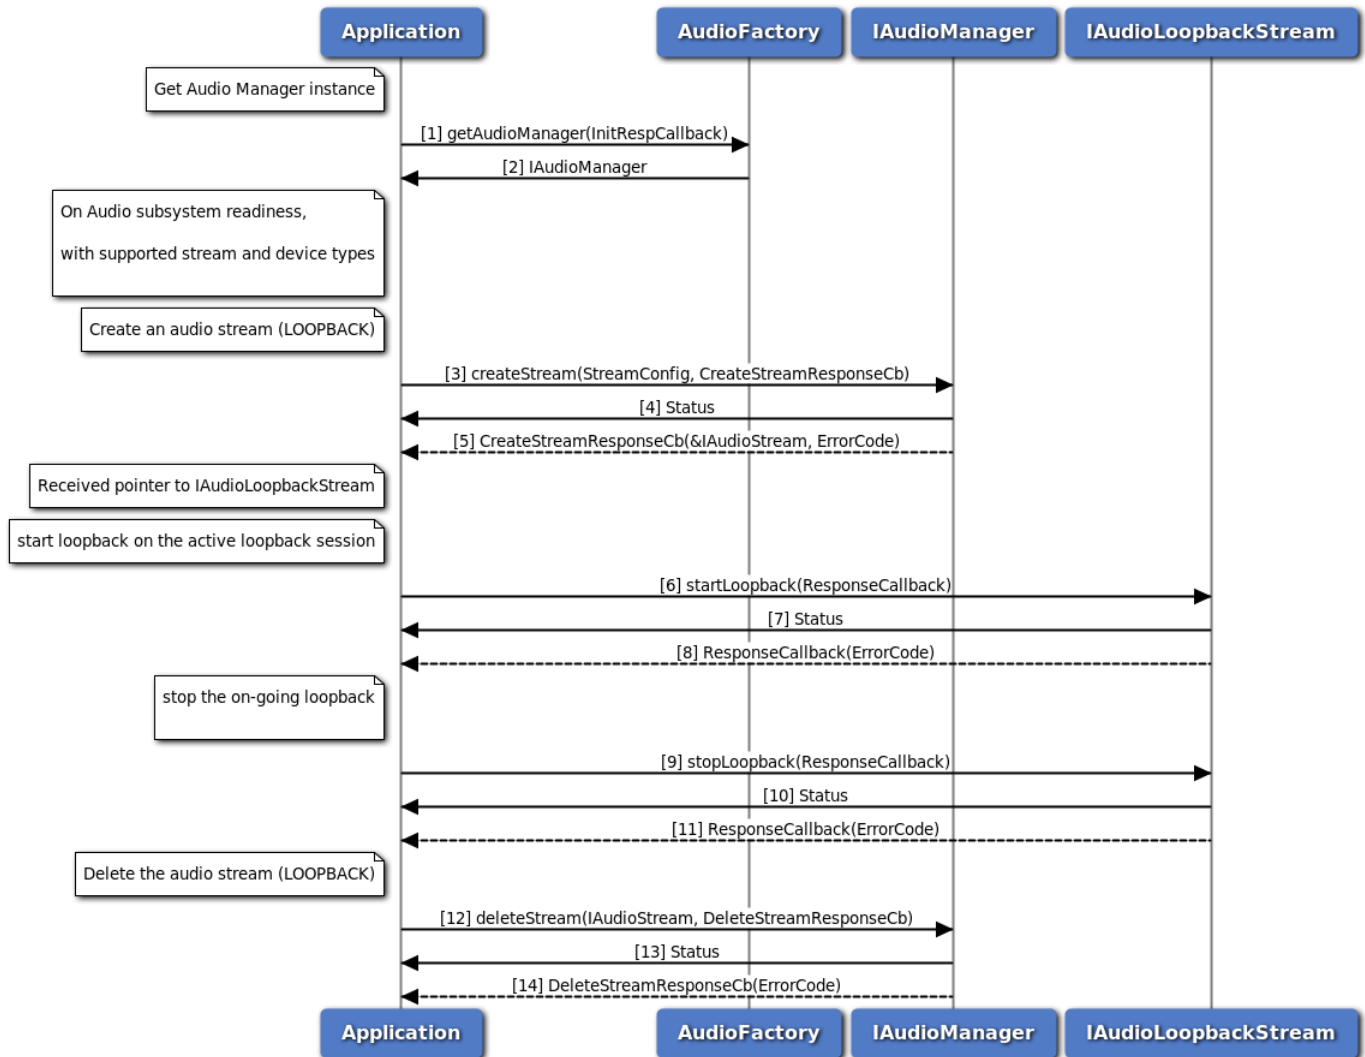 Application
AudioFactory
IAudioManager
IAudioLoopbackStream
Get Audio Manager instance
[1] getAudioManager(InitRespCallback)
[2] IAudioManager
On Audio subsystem readiness,
with supported stream and device types
Create an audio stream (LOOPBACK)
[3] createStream(StreamConfig, CreateStreamResponseCb)
[4] Status
[5] CreateStreamResponseCb(&IAudioStream, ErrorCode)
Received pointer to IAudioLoopbackStream
start loopback on the active loopback session
[6] startLoopback(ResponseCallback)
[7] Status
[8] ResponseCallback(ErrorCode)
stop the on-going loopback
[9] stopLoopback(ResponseCallback)
[10] Status
[11] ResponseCallback(ErrorCode)
Delete the audio stream (LOOPBACK)
[12] deleteStream(IAudioStream, DeleteStreamResponseCb)
[13] Status
[14] DeleteStreamResponseCb(ErrorCode)
Application
AudioFactory
IAudioManager
IAudioLoopbackStream